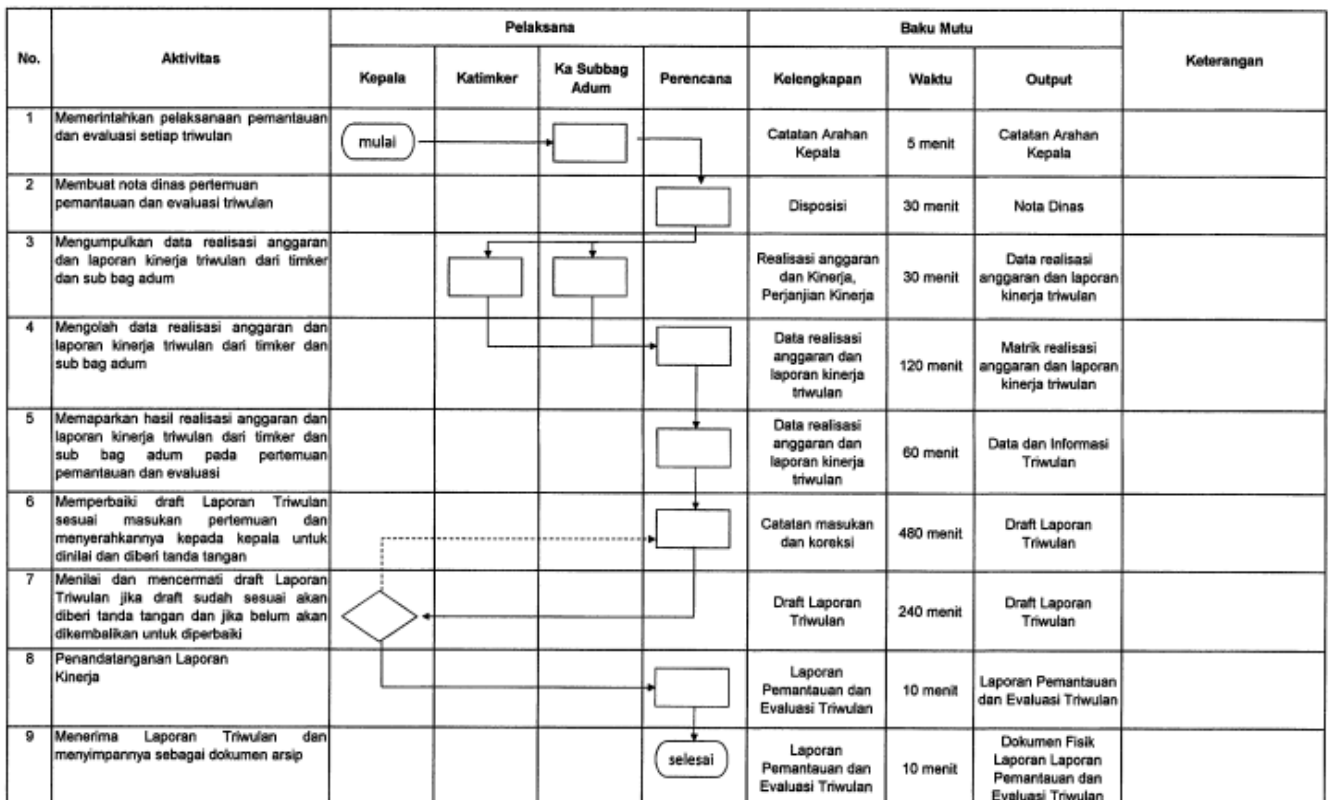 No.
Aktivitas
Pelaksana
Baku Mutu
Keterangan
Kepala
Katimker
Ka Subbag
Adum
Perencana
Kelengkapan
Waktu
Output
1
Memerintahkan pelaksanaan pemantauan
dan evaluasi setiap triwulan
mulai
Catatan Arahan
Kepala
5 menit
Catatan Arahan
Kepala
2
Membuat nota dinas pertemuan
pemantauan dan evaluasi triwulan
Disposisi
30 menit
Nota Dinas
3
Mengumpulkan data realisasi anggaran
dan laporan kinerja triwulan dari timker
dan sub bag adum
Realisasi anggaran
dan Kinerja,
Perjanjian Kinerja
30 menit
Data realisasi
anggaran dan laporan
kinerja triwulan
4
Mengolah data realisasi anggaran dan
laporan kinerja triwulan dari timker dan
sub bag adum
Data realisasi
anggaran dan
laporan kinerja
triwulan
120 menit
Matrik realisasi
anggaran dan laporan
kinerja triwulan
5
Memaparkan hasil realisasi anggaran dan
laporan kinerja triwulan dari timker dan
sub bag adum pada pertemuan
pemantauan dan evaluasi
Data realisasi
anggaran dan
laporan kinerja
triwulan
60 menit
Data dan Informasi
Triwulan
6
Memperbaiki draft Laporan Triwulan
sesuai masukan pertemuan dan
menyerahkannya kepada kepala untuk
dinilai dan diberi tanda tangan
Catatan masukan
dan koreksi
480 menit
Draft Laporan
Triwulan
7
Menilai dan mencermati draft Laporan
Triwulan jika draft sudah sesuai akan
diberi tanda tangan dan jika belum akan
dikembalikan untuk diperbaiki
Draft Laporan
Triwulan
240 menit
Draft Laporan
Triwulan
8
Penandatanganan Laporan
Kinerja
Laporan
Pemantauan dan
Evaluasi Triwulan
10 menit
Laporan Pemantauan
dan Evaluasi Triwulan
9
Menerima Laporan Triwulan dan
menyimpannya sebagai dokumen arsip
selesai
Laporan
Pemantauan dan
Evaluasi Triwulan
10 menit
Dokumen Fisik
Laporan Laporan
Pemantauan dan
Evaluasi Triwulan